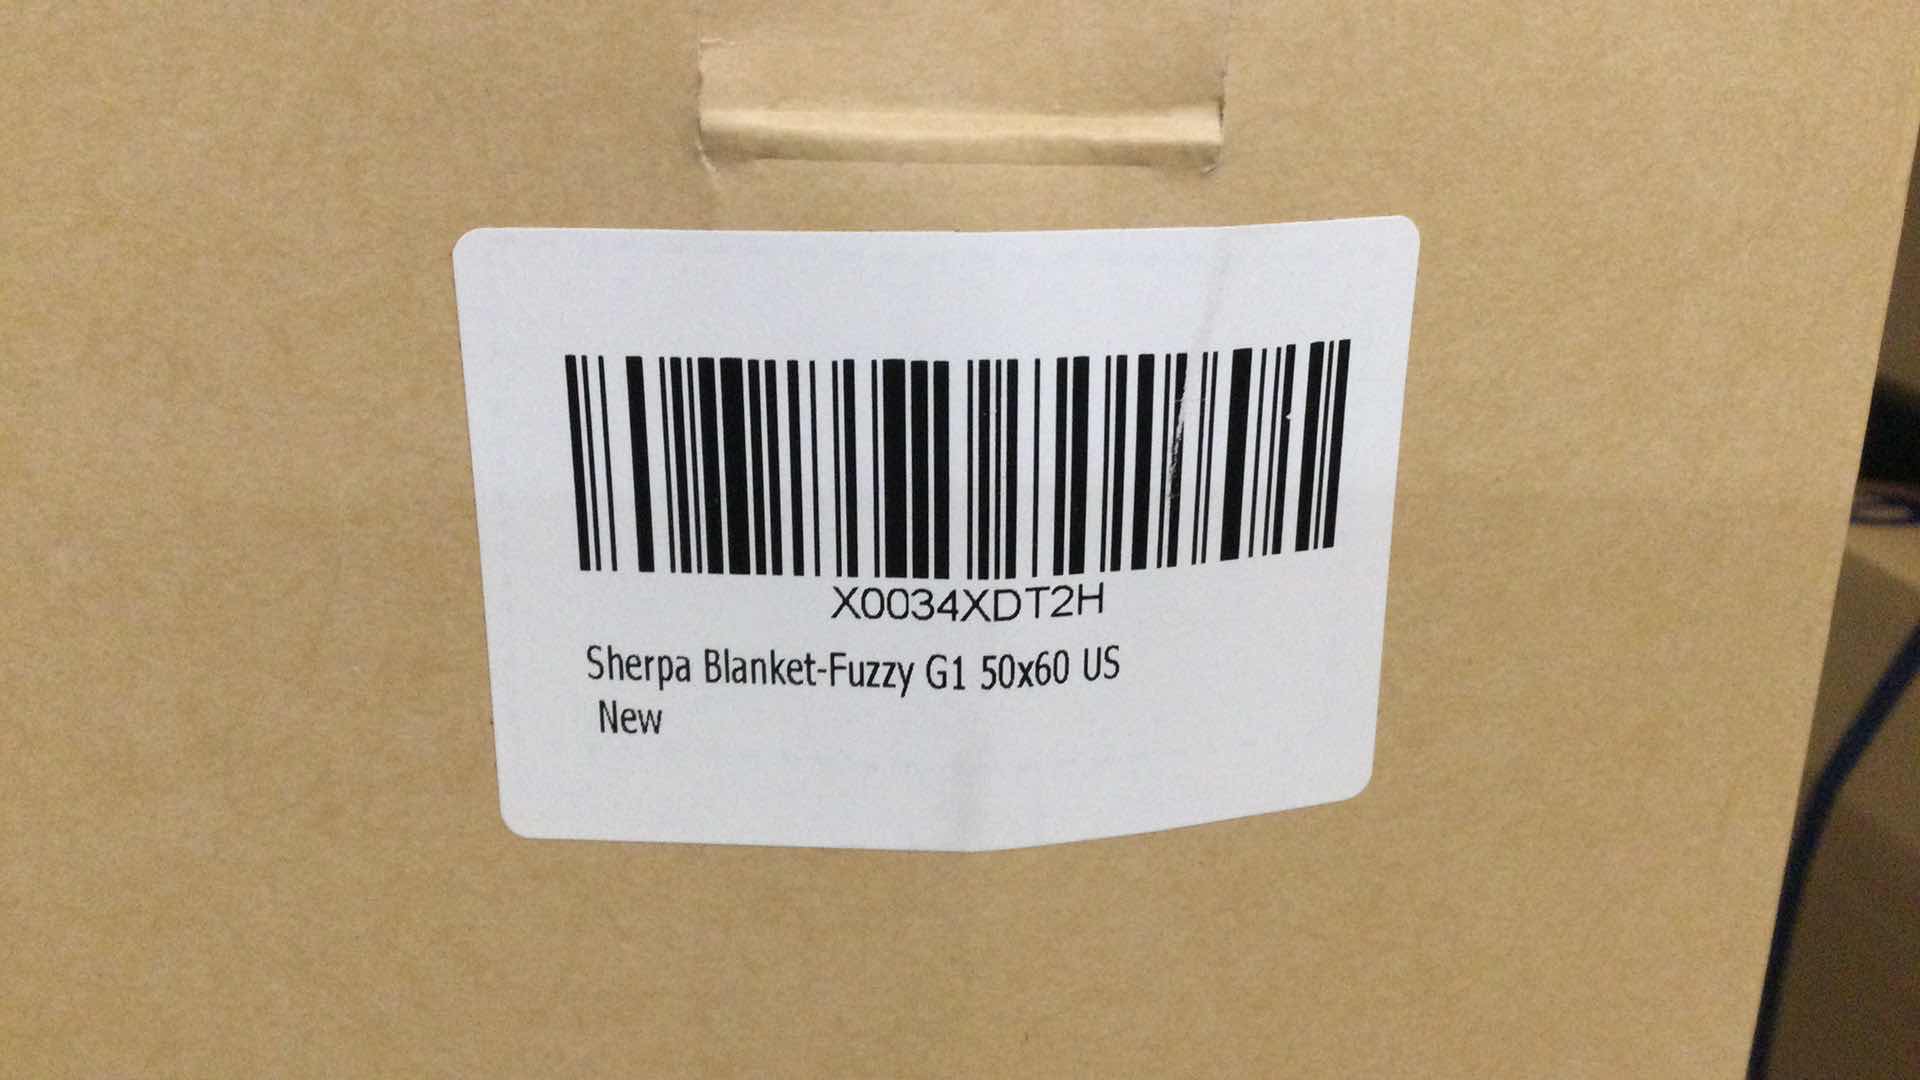 X0034XDT2H
Sherpa Blanket-Fuzzy G1 50x60 US
New